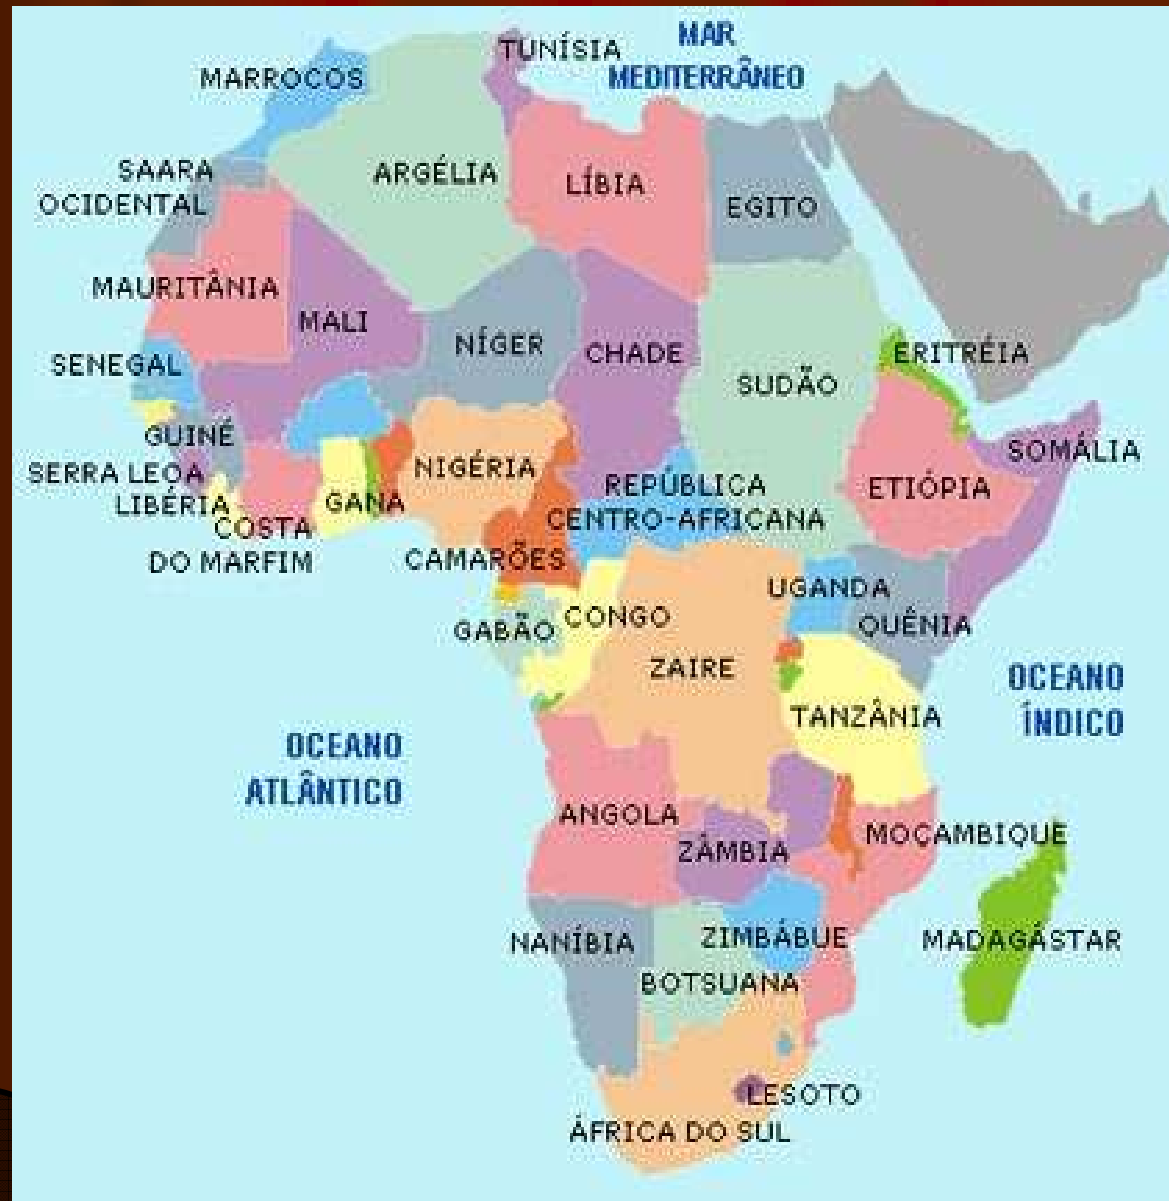 TUNÍSIA
MAR
MEDITERRÂNEO
MARROCOS
SAARA
OCIDENTAL
ARGÉLIA
LÍBIA
EGITO
MAURITÂNIA
MALI
NÍGER
CHADE
SUDÃO
ERITRÉIA
SENEGAL
GUINÉ
SERRA LEOA
LIBÉRIA
COSTA
DO MARFIM
GANA
NIGÉRIA
REPÚBLICA
CENTRO-AFRICANA
ETIÓPIA
SOMÁLIA
CAMARÕES
GABÃO
CONGO
UGANDA
QUÊNIA
ZAIRE
TANZÂNIA
OCEANO
ÍNDICO
OCEANO
ATLÂNTICO
ANGOLA
ZÂMBIA
MOÇAMBIQUE
NANÍBIA
ZIMBÁBUE
BOTSUANA
MADAGÁSTAR
LESOTO
ÁFRICA DO SUL